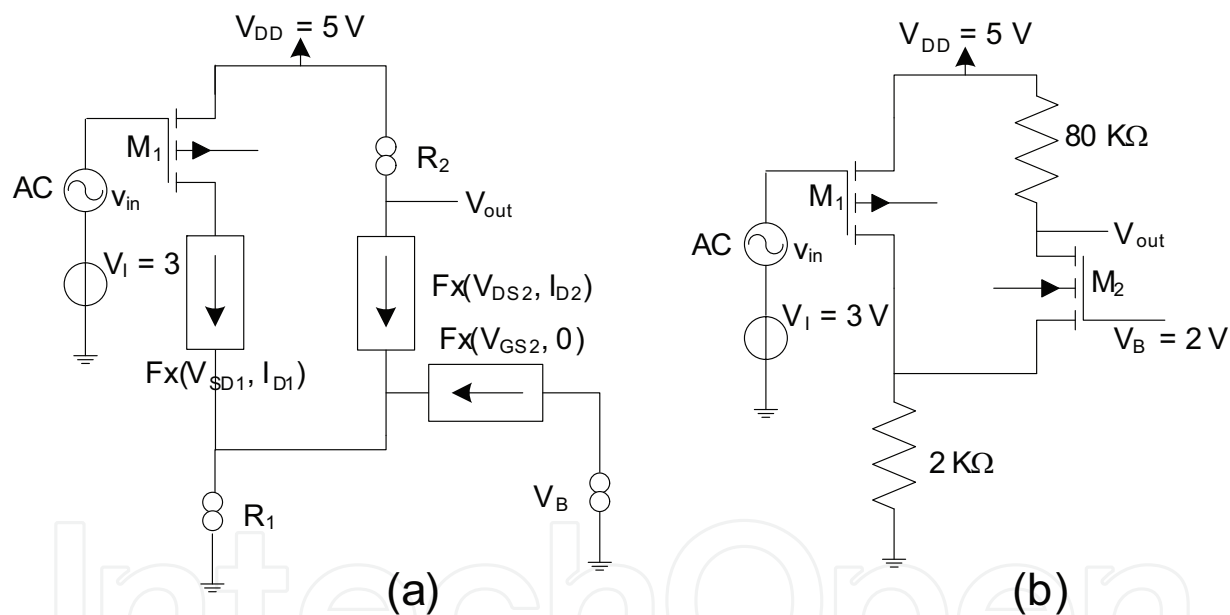 V_DD = 5 V
M_1
R_2
AC
v_in
V_out
V_I = 3
Fx(V_DS2, I_D2)
Fx(V_GS2, 0)
Fx(V_SD1, I_D1)
V_B
R_1
(a)
V_DD = 5 V
80 KΩ
M_1
AC
v_in
V_out
M_2
V_I = 3 V
V_B = 2 V
2 KΩ
(b)
IntechOpen